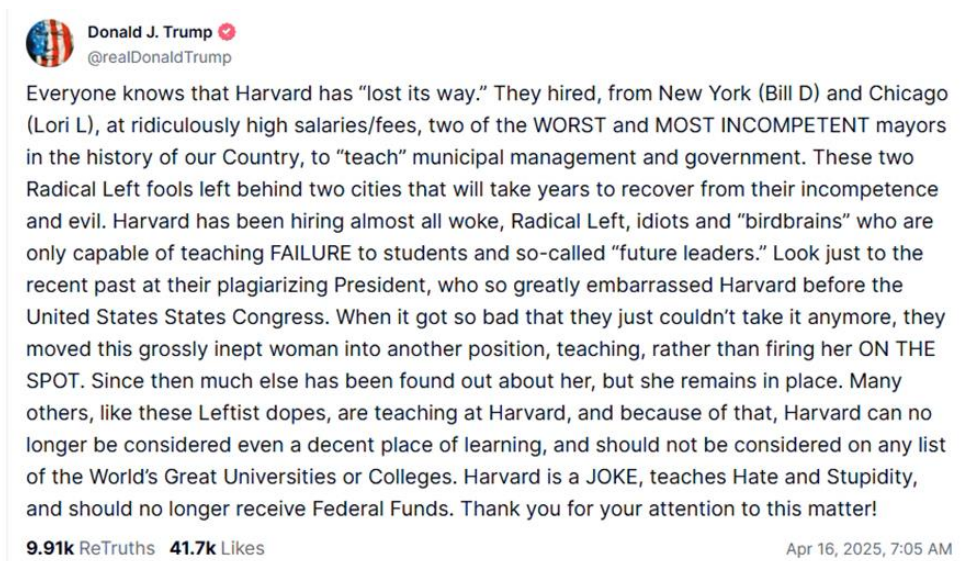 Donald J. Trump
@realDonaldTrump
Everyone knows that Harvard has “lost its way.” They hired, from New York (Bill D) and Chicago
(Lori L), at ridiculously high salaries/fees, two of the WORST and MOST INCOMPETENT mayors
in the history of our Country, to “teach” municipal management and government. These two
Radical Left fools left behind two cities that will take years to recover from their incompetence
and evil. Harvard has been hiring almost all woke, Radical Left, idiots and “birdbrains” who are
only capable of teaching FAILURE to students and so-called “future leaders.” Look just to the
recent past at their plagiarizing President, who so greatly embarrassed Harvard before the
United States States Congress. When it got so bad that they just couldn’t take it anymore, they
moved this grossly inept woman into another position, teaching, rather than firing her ON THE
SPOT. Since then much else has been found out about her, but she remains in place. Many
others, like these Leftist dopes, are teaching at Harvard, and because of that, Harvard can no
longer be considered even a decent place of learning, and should not be considered on any list
of the World’s Great Universities or Colleges. Harvard is a JOKE, teaches Hate and Stupidity,
and should no longer receive Federal Funds. Thank you for your attention to this matter!
9.91k ReTruths 41.7k Likes Apr 16, 2025, 7:05 AM